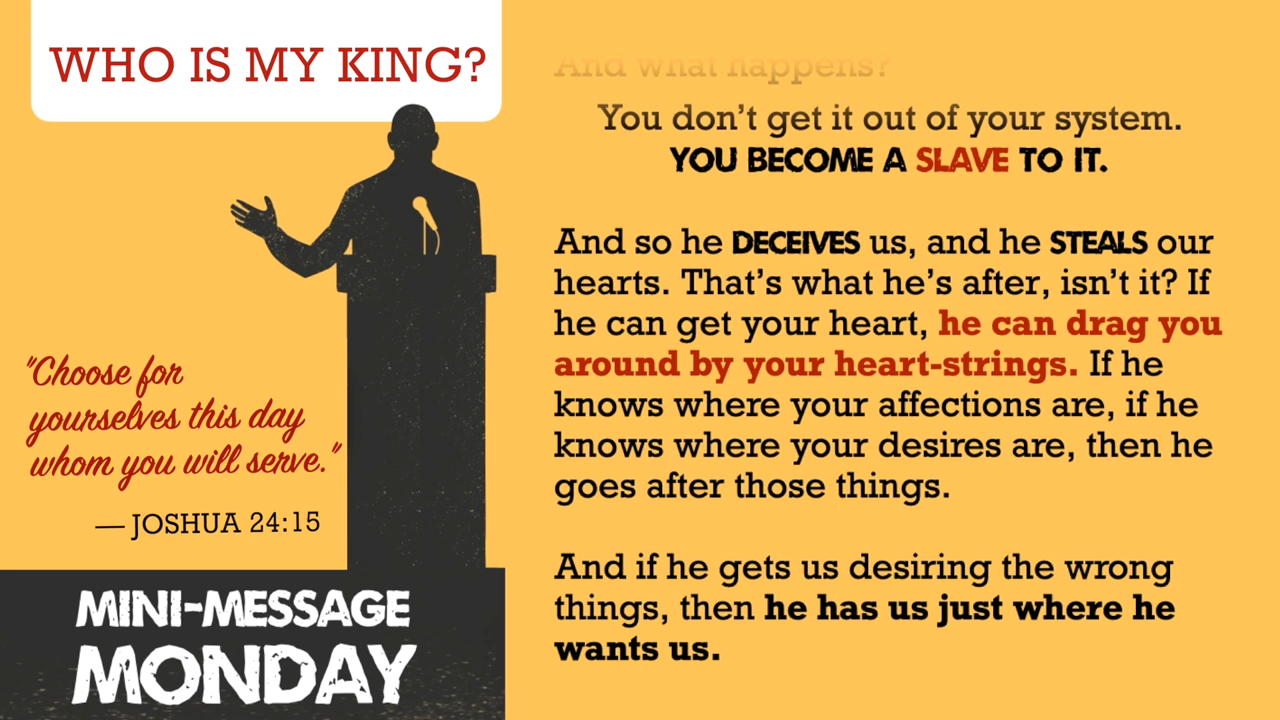 WHO IS MY KING?
"Choose for
yourselves this day
whom you will serve."
— JOSHUA 24:15
MINI-MESSAGE
MONDAY
And what happens?
You don't get it out of your system.
YOU BECOME A SLAVE TO IT.
And so he DECEIVES us, and he STEALS our
hearts. That's what he's after, isn't it? If
he can get your heart, he can drag you
around by your heart-strings. If he
knows where your affections are, if he
knows where your desires are, then he
goes after those things.
And if he gets us desiring the wrong
things, then he has us just where he
wants us.